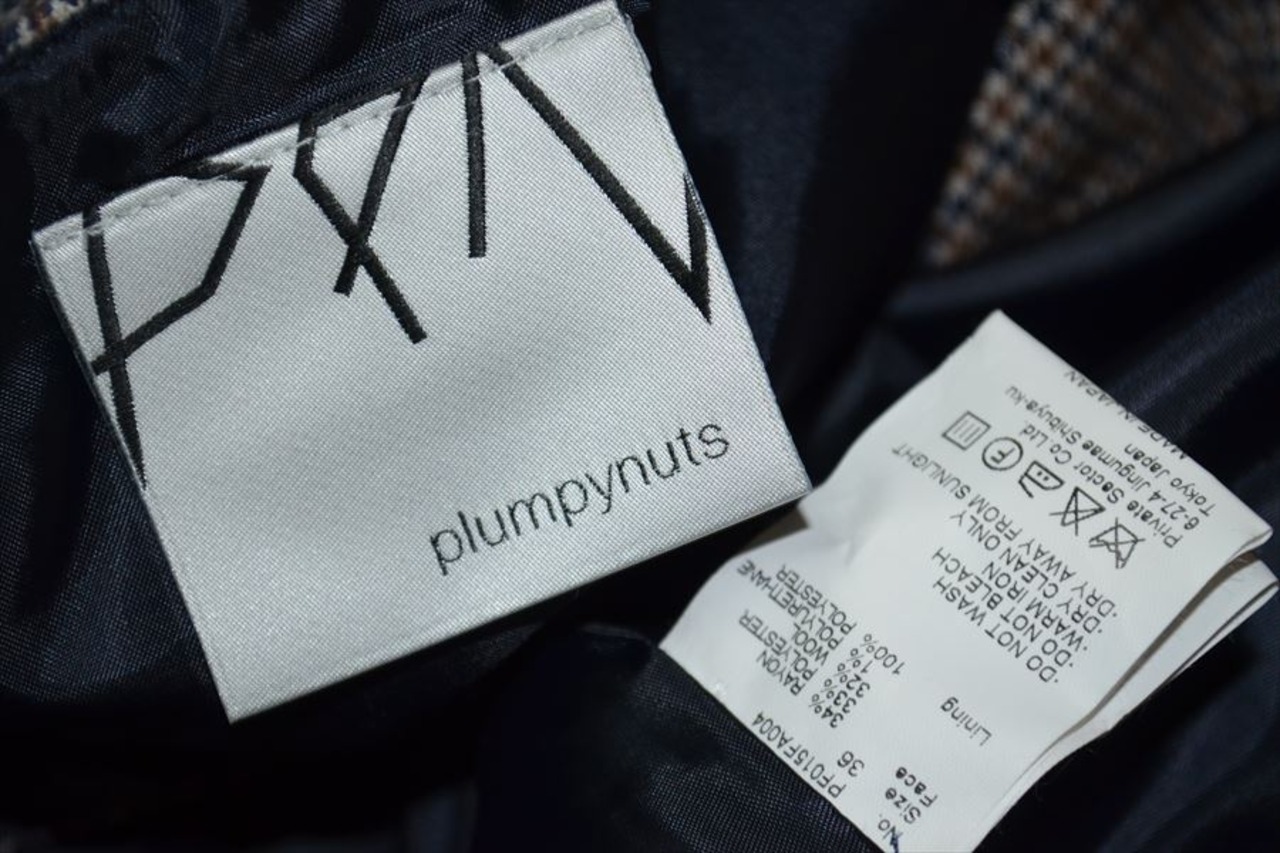 PYN
plumpynuts
No. PF015FA004
Size 36
Face 34% RAYON
33% POLYESTER
32% WOOL
1% POLYURETHANE
Lining 100% POLYESTER
·DO NOT WASH
·DO NOT BLEACH
·WARM IRON
·DRY CLEAN ONLY
·DRY AWAY FROM SUNLIGHT
F
private Sactor Co Ltd.
6-27-4 Jingumae Shibuya-ku
Tokyo Japan
MADE IN JAPAN